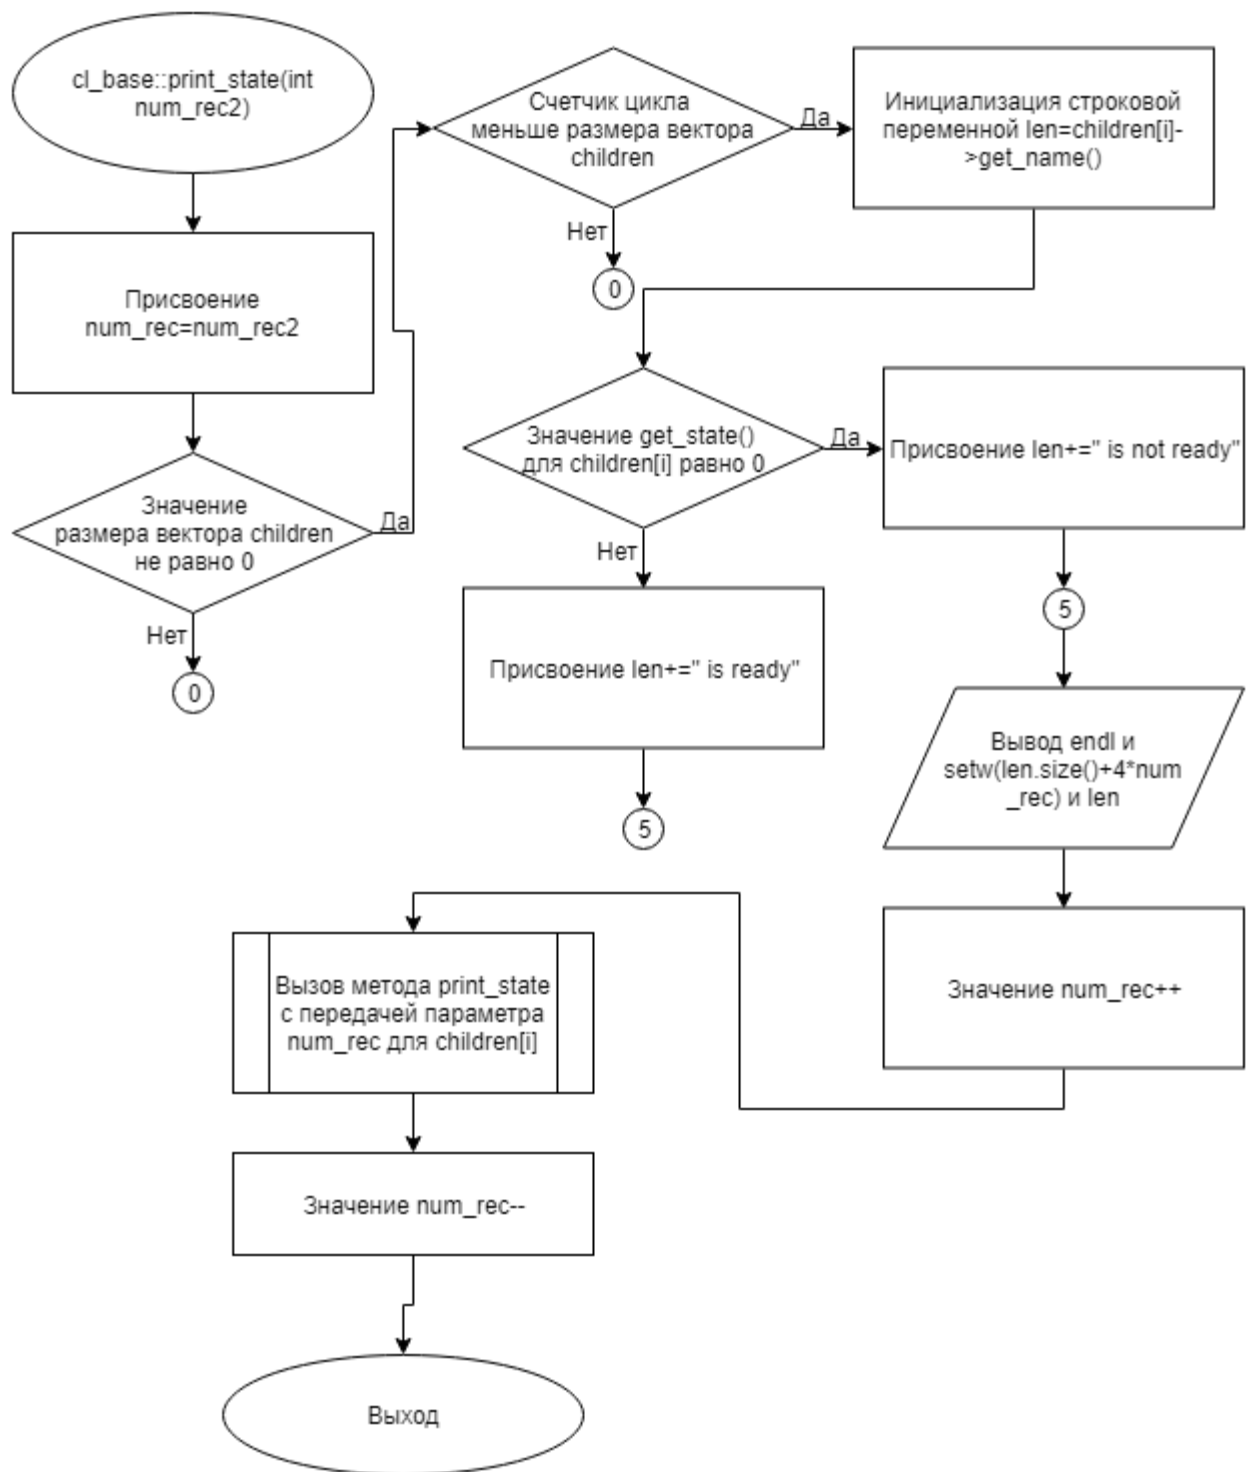 cl_base::print_state(int
num_rec2)
Присвоение
num_rec=num_rec2
Значение
размера вектора children
не равно 0
Да
Нет
0
Счетчик цикла
меньше размера вектора
children
Да
Нет
0
Инициализация строковой
переменной len=children[i]-
>get_name()
Значение get_state()
для children[i] равно 0
Да
Нет
Присвоение len+=" is not ready"
5
Присвоение len+=" is ready"
5
Вывод endl и
setw(len.size()+4*num
_rec) и len
Значение num_rec++
Вызов метода print_state
с передачей параметра
num_rec для children[i]
Значение num_rec--
Выход